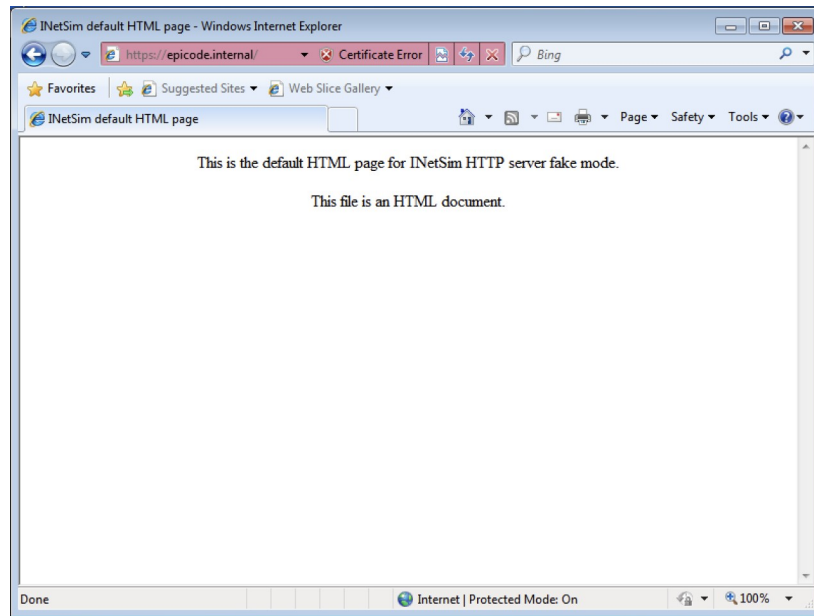 INetSim default HTML page - Windows Internet Explorer
https://epicode.internal/ Certificate Error Bing
Favorites Suggested Sites Web Slice Gallery
INetSim default HTML page Page Safety Tools
This is the default HTML page for INetSim HTTP server fake mode.
This file is an HTML document.
Done Internet | Protected Mode: On 100%